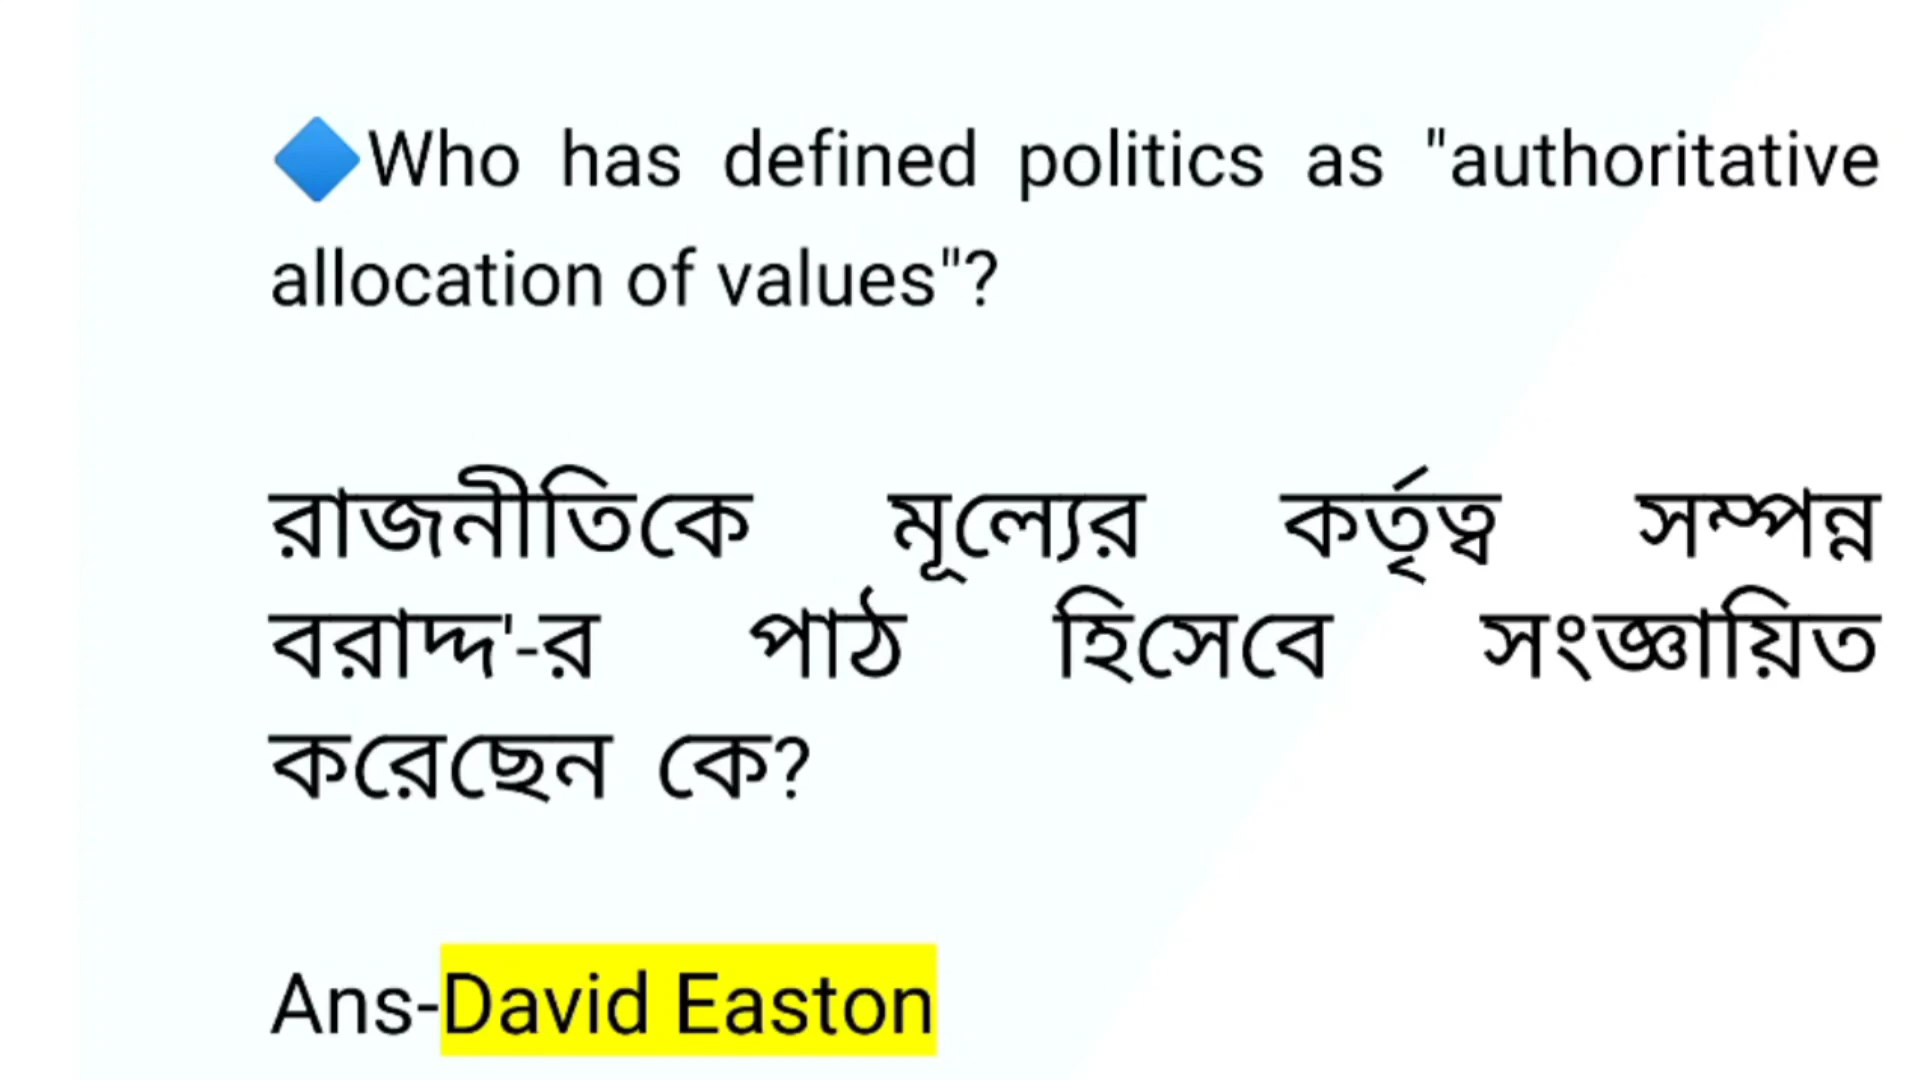 🔷Who has defined politics as "authoritative
allocation of values"?
রাজনীতিকে মূল্যের কর্তৃত্ব সম্পন্ন
বরাদ্দ'-র পাঠ হিসেবে সংজ্ঞায়িত
করেছেন কে?
Ans-David Easton